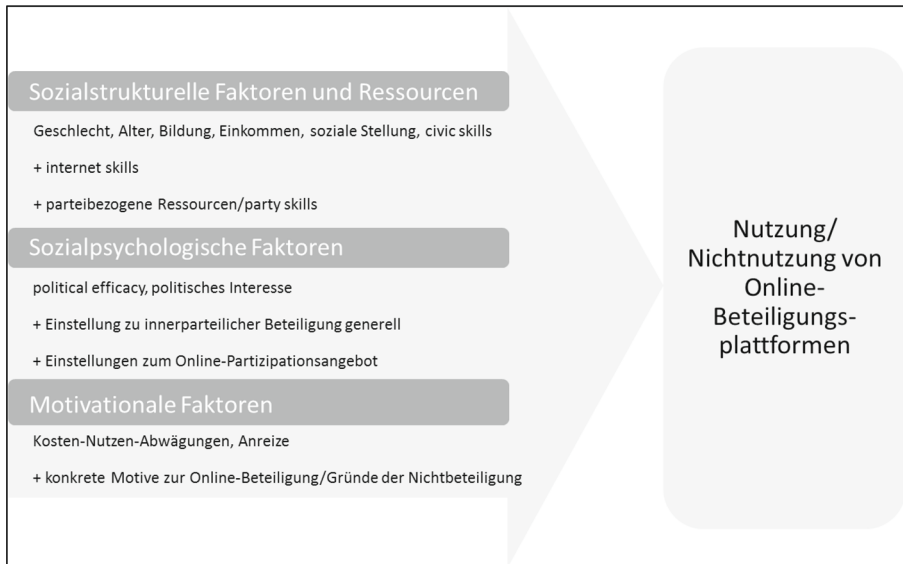 Sozialstrukturelle Faktoren und Ressourcen
Geschlecht, Alter, Bildung, Einkommen, soziale Stellung, civic skills
+ internet skills
+ parteibezogene Ressourcen/party skills
Sozialpsychologische Faktoren
political efficacy, politisches Interesse
+ Einstellung zu innerparteilicher Beteiligung generell
+ Einstellungen zum Online-Partizipationsangebot
Motivationale Faktoren
Kosten-Nutzen-Abwägungen, Anreize
+ konkrete Motive zur Online-Beteiligung/Gründe der Nichtbeteiligung
Nutzung/
Nichtnutzung von
Online-
Beteiligungs-
plattformen